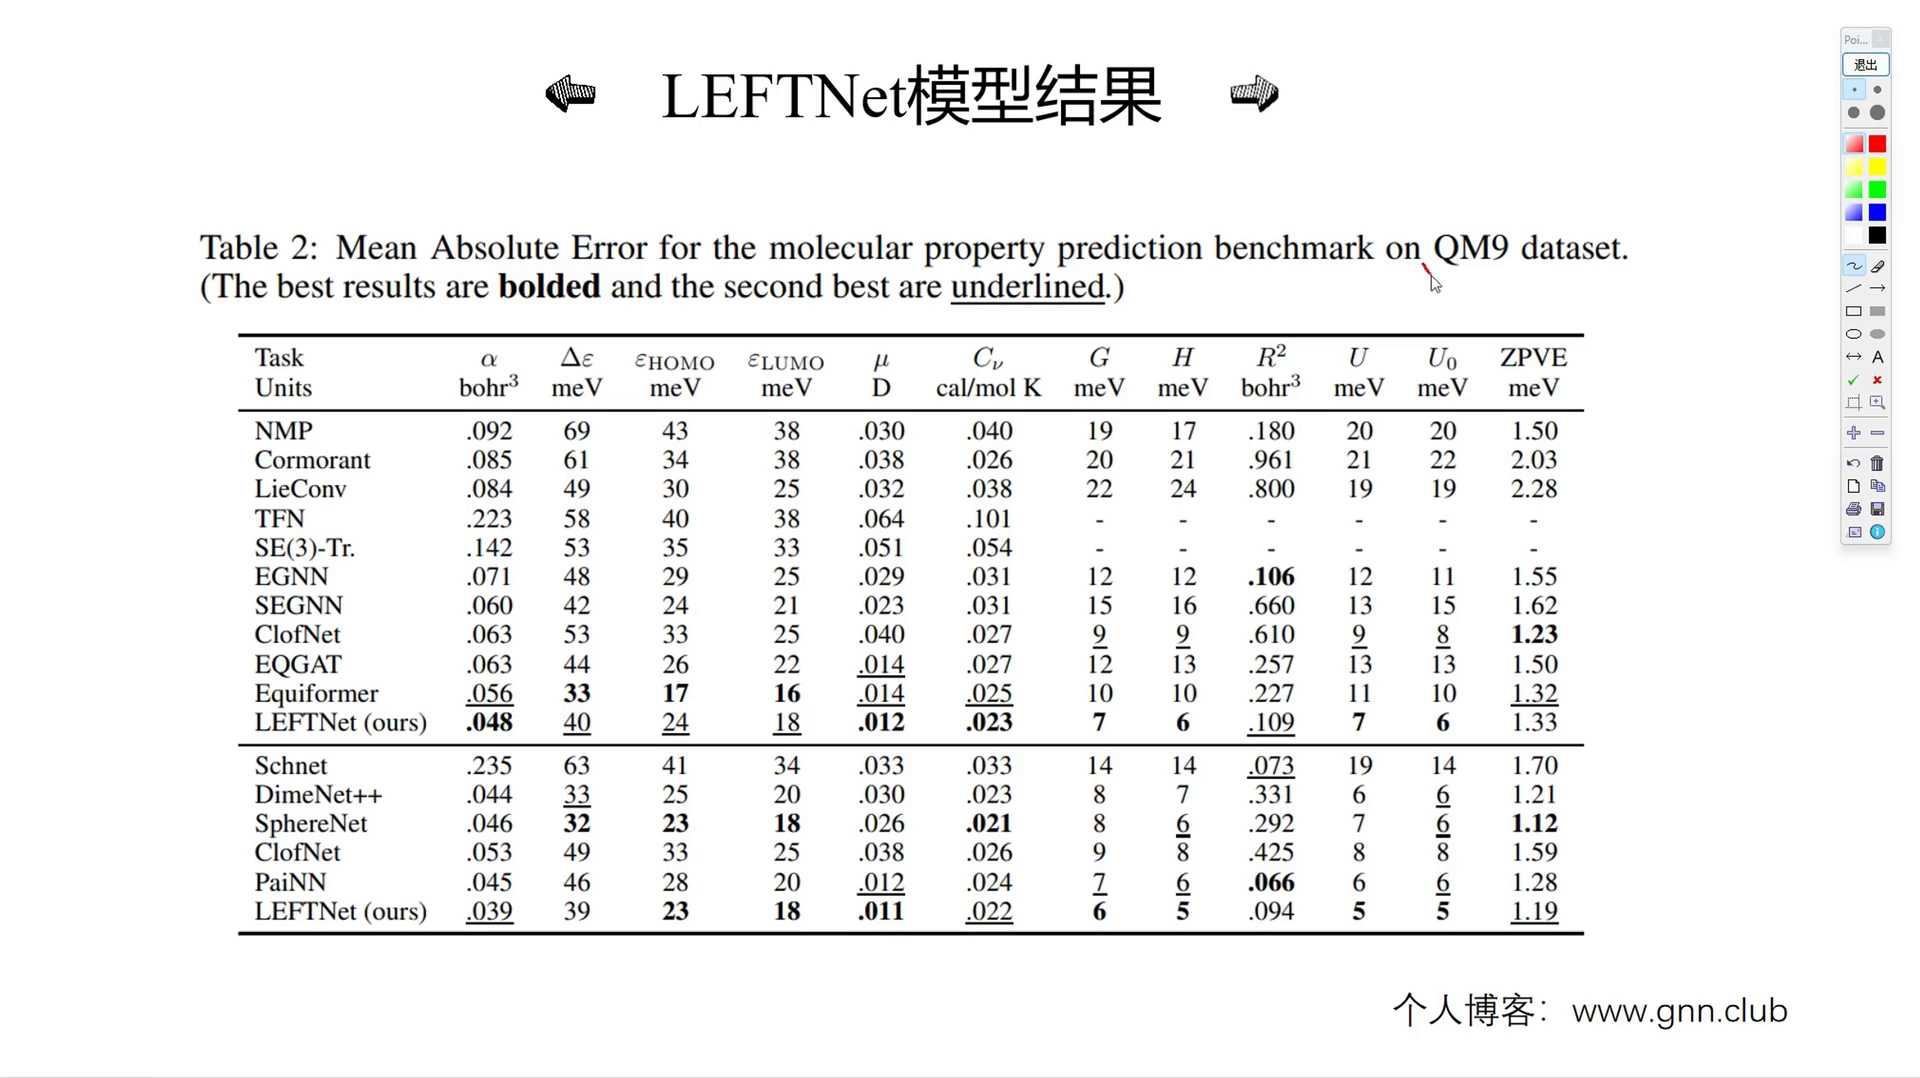 LEFTNet模型结果
Poi...
退出
Table 2: Mean Absolute Error for the molecular property prediction benchmark on QM9 dataset.
(The best results are bolded and the second best are underlined.)
Task α Δε εHOMO εLUMO μ Cν G H R² U U₀ ZPVE
Units bohr³ meV meV meV D cal/mol K meV meV bohr³ meV meV meV
NMP .092 69 43 38 .030 .040 19 17 .180 20 20 1.50
Cormorant .085 61 34 38 .038 .026 20 21 .961 21 22 2.03
LieConv .084 49 30 25 .032 .038 22 24 .800 19 19 2.28
TFN .223 58 40 38 .064 .101 - - - - - -
SE(3)-Tr. .142 53 35 33 .051 .054 - - - - - -
EGNN .071 48 29 25 .029 .031 12 12 .106 12 11 1.55
SEGNN .060 42 24 21 .023 .031 15 16 .660 13 15 1.62
ClofNet .063 53 33 25 .040 .027 9 9 .610 9 8 1.23
EQGAT .063 44 26 22 .014 .027 12 13 .257 13 13 1.50
Equiformer .056 33 17 16 .014 .025 10 10 .227 11 10 1.32
LEFTNet (ours) .048 40 24 18 .012 .023 7 6 .109 7 6 1.33
Schnet .235 63 41 34 .033 .033 14 14 .073 19 14 1.70
DimeNet++ .044 33 25 20 .030 .023 8 7 .331 6 6 1.21
SphereNet .046 32 23 18 .026 .021 8 6 .292 7 6 1.12
ClofNet .053 49 33 25 .038 .026 9 8 .425 8 8 1.59
PaiNN .045 46 28 20 .012 .024 7 6 .066 6 6 1.28
LEFTNet (ours) .039 39 23 18 .011 .022 6 5 .094 5 5 1.19
个人博客：www.gnn.club